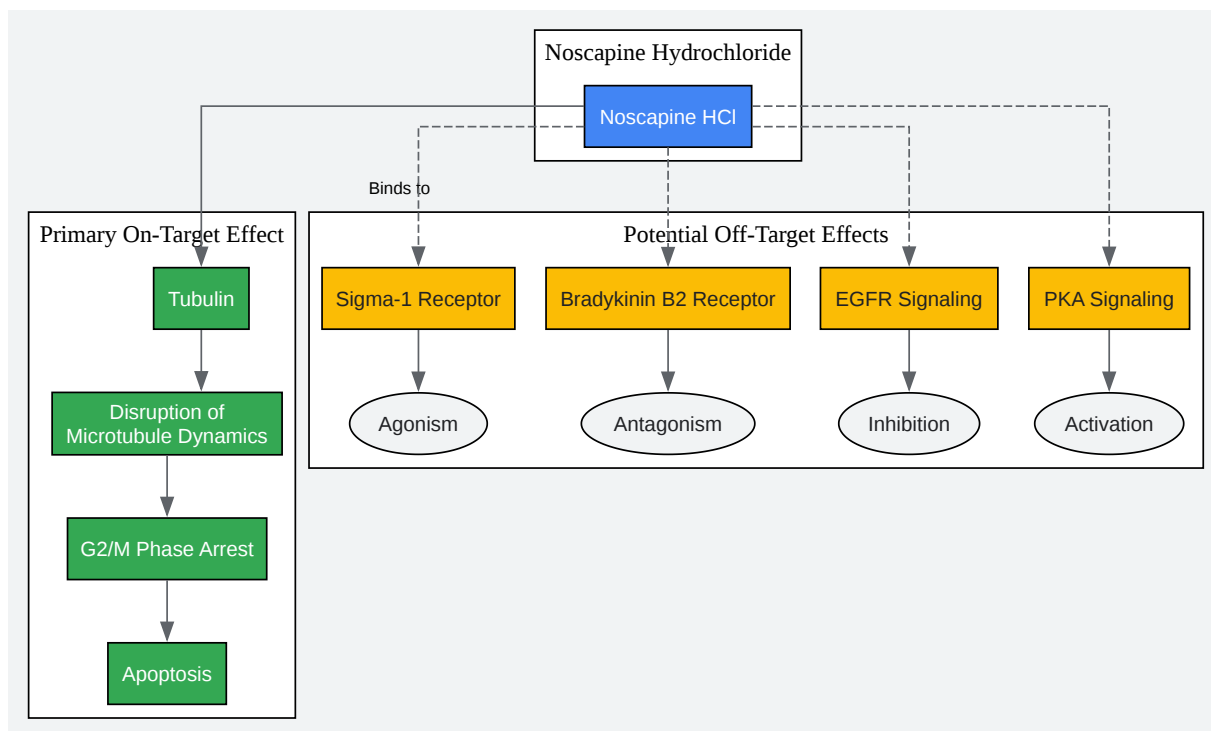 Noscapine Hydrochloride
Noscapine HCl
Binds to
Primary On-Target Effect
Potential Off-Target Effects
Tubulin
Sigma-1 Receptor
Bradykinin B2 Receptor
EGFR Signaling
PKA Signaling
Disruption of
Microtubule Dynamics
Agonism
Antagonism
Inhibition
Activation
G2/M Phase Arrest
Apoptosis